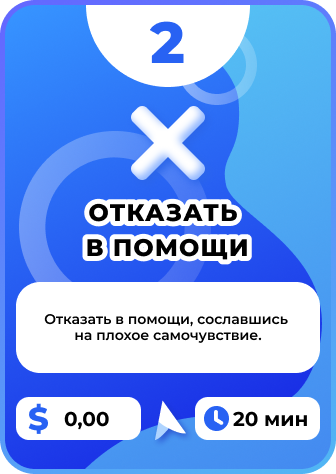 2
ОТКАЗАТЬ
В ПОМОЩИ
Отказать в помощи, сославшись
на плохое самочувствие.
$ 0,00
20 мин